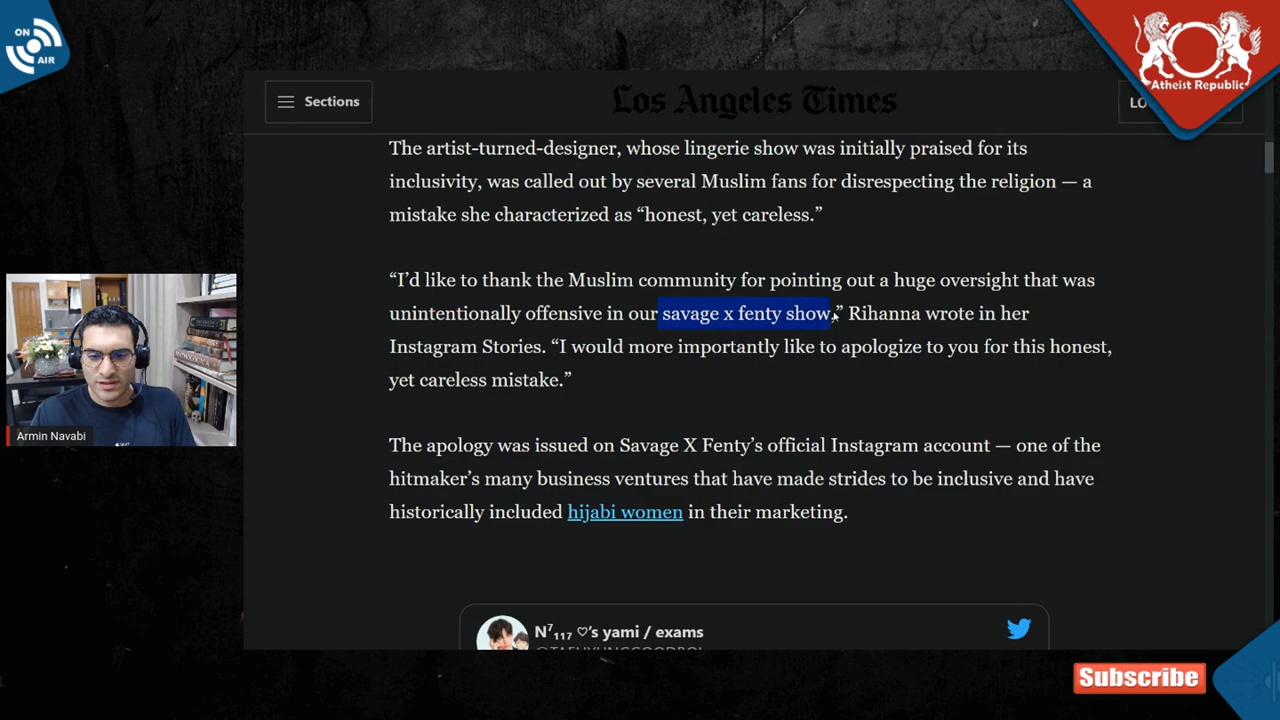 ON
AIR
Atheist Republic
Sections
Los Angeles Times
The artist-turned-designer, whose lingerie show was initially praised for its
inclusivity, was called out by several Muslim fans for disrespecting the religion — a
mistake she characterized as “honest, yet careless.”
“I’d like to thank the Muslim community for pointing out a huge oversight that was
unintentionally offensive in our savage x fenty show,” Rihanna wrote in her
Instagram Stories. “I would more importantly like to apologize to you for this honest,
yet careless mistake.”
Armin Navabi
The apology was issued on Savage X Fenty’s official Instagram account — one of the
hitmaker’s many business ventures that have made strides to be inclusive and have
historically included hijabi women in their marketing.
N⁷₁₁₇ ♡’s yami / exams
Subscribe